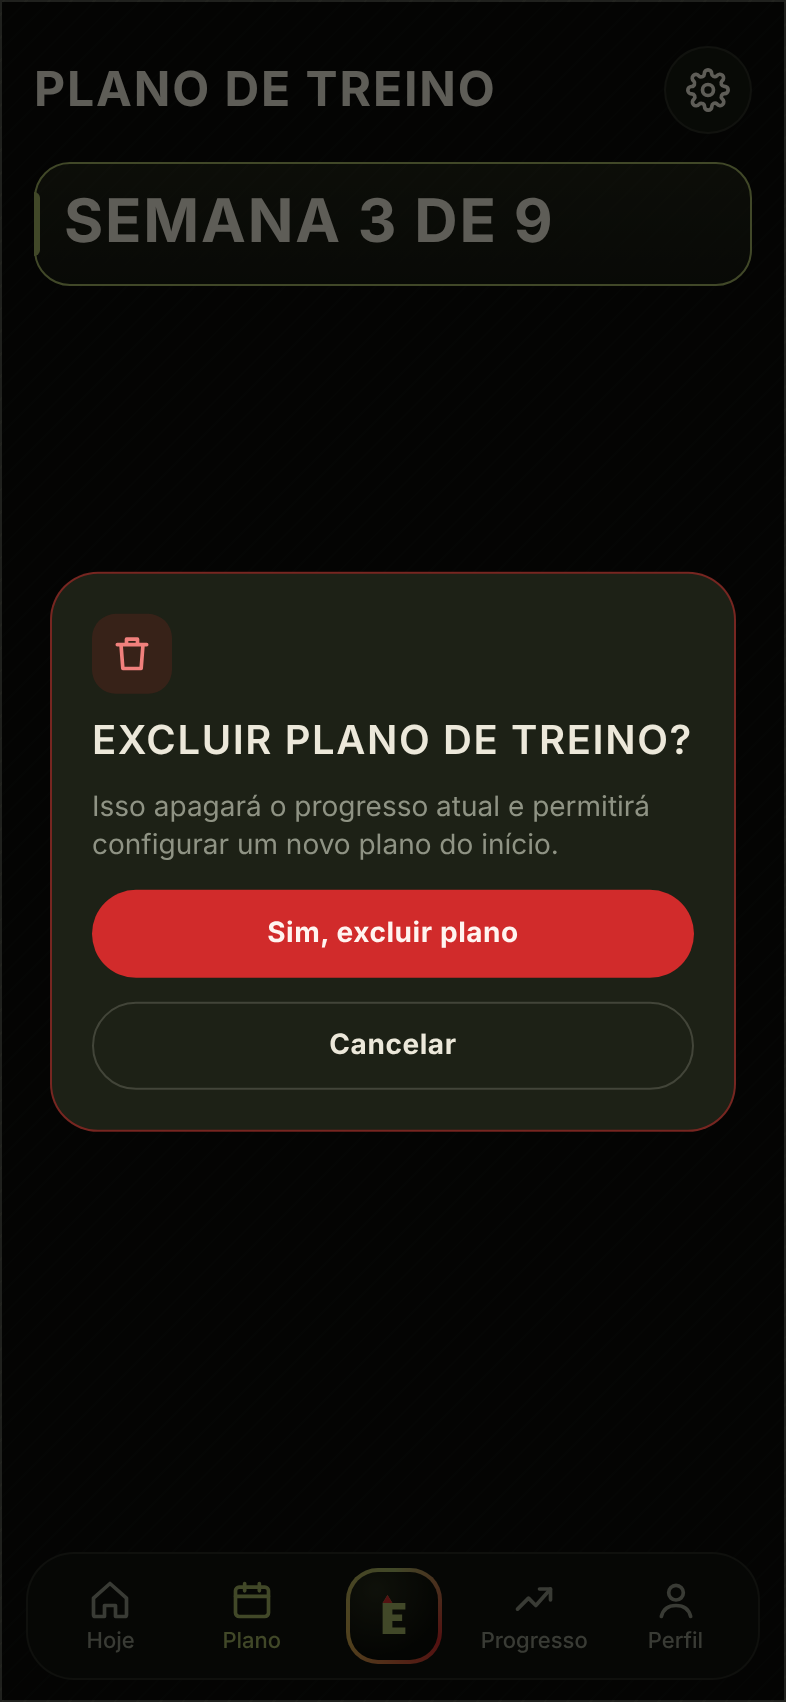 PLANO DE TREINO
SEMANA 3 DE 9
EXCLUIR PLANO DE TREINO?
Isso apagará o progresso atual e permitirá
configurar um novo plano do início.
Sim, excluir plano
Cancelar
E
Hoje
Plano
Progresso
Perfil